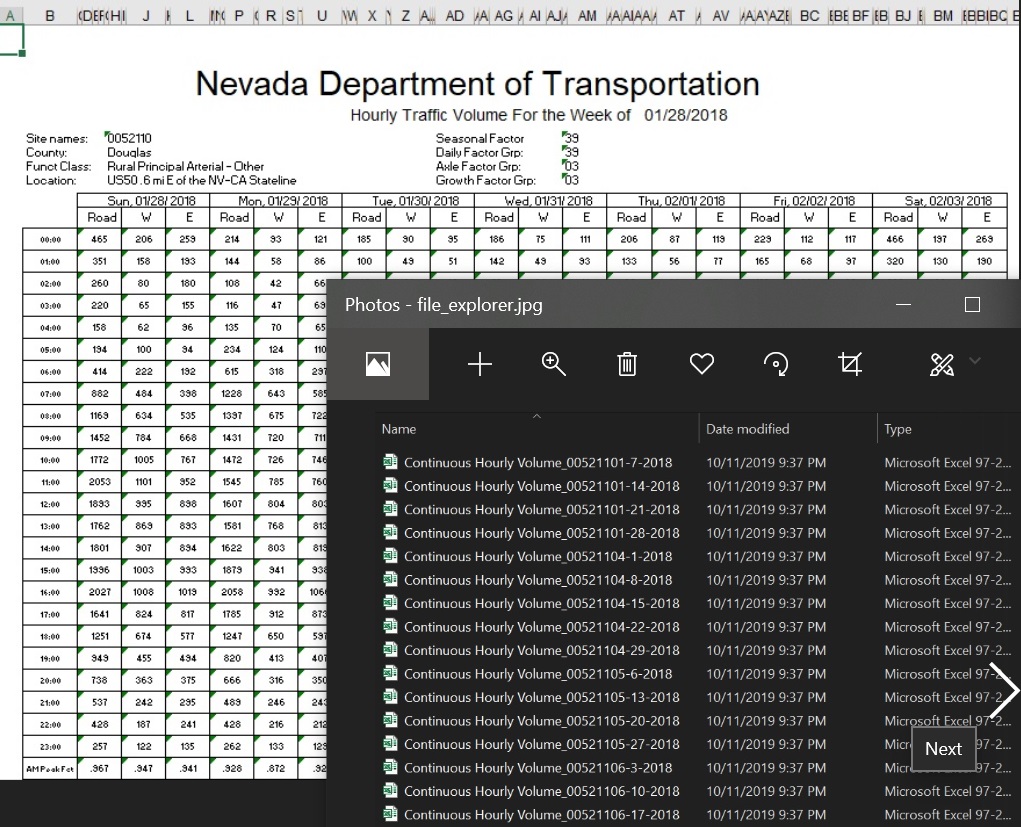 A B J L P R S U W X Z AD AG AI AM AT AV BC BF BJ BM
Nevada Department of Transportation
Hourly Traffic Volume For the Week of 01/28/2018
Site names: 0052110 Seasonal Factor 39
County: Douglas Daily Factor Grp: 39
Funct Class: Rural Principal Arterial - Other Axle Factor Grp: 03
Location: US50 .6 mi E of the NV-CA Stateline Growth Factor Grp: 03
Sun, 01/28/ 2018 Mon, 01/29/ 2018 Tue, 01/30/ 2018 Wed, 01/31/ 2018 Thu, 02/01/ 2018 Fri, 02/02/ 2018 Sat, 02/03/ 2018
Road W E Road W E Road W E Road W E Road W E Road W E Road W E
00:00 465 206 259 214 93 121 185 90 95 186 75 111 206 87 119 229 112 117 466 197 269
01:00 351 158 193 144 58 86 100 49 51 142 49 93 133 56 77 165 68 97 320 130 190
02:00 260 80 180 108 42 66
03:00 220 65 155 116 47 69
04:00 158 62 96 135 70 65
05:00 194 100 94 234 124 110
06:00 414 222 192 615 318 297
07:00 882 484 398 1228 643 585
08:00 1169 634 535 1397 675 722
09:00 1452 784 668 1431 720 711
10:00 1772 1005 767 1472 726 746
11:00 2053 1101 952 1545 785 760
12:00 1893 995 898 1607 804 803
13:00 1762 869 893 1581 768 813
14:00 1801 907 894 1622 803 819
15:00 1996 1003 993 1879 941 938
16:00 2027 1008 1019 2058 992 106
17:00 1641 824 817 1785 912 873
18:00 1251 674 577 1247 650 597
19:00 949 455 494 820 413 407
20:00 738 363 375 666 316 350
21:00 537 242 295 489 246 243
22:00 428 187 241 428 216 212
23:00 257 122 135 262 133 129
AM Peak Fct .967 .947 .941 .928 .872 .92
Photos - file_explorer.jpg
Name Date modified Type
Continuous Hourly Volume_00521101-7-2018 10/11/2019 9:37 PM Microsoft Excel 97-2...
Continuous Hourly Volume_00521101-14-2018 10/11/2019 9:37 PM Microsoft Excel 97-2...
Continuous Hourly Volume_00521101-21-2018 10/11/2019 9:37 PM Microsoft Excel 97-2...
Continuous Hourly Volume_00521101-28-2018 10/11/2019 9:37 PM Microsoft Excel 97-2...
Continuous Hourly Volume_00521104-1-2018 10/11/2019 9:37 PM Microsoft Excel 97-2...
Continuous Hourly Volume_00521104-8-2018 10/11/2019 9:37 PM Microsoft Excel 97-2...
Continuous Hourly Volume_00521104-15-2018 10/11/2019 9:37 PM Microsoft Excel 97-2...
Continuous Hourly Volume_00521104-22-2018 10/11/2019 9:37 PM Microsoft Excel 97-2...
Continuous Hourly Volume_00521104-29-2018 10/11/2019 9:37 PM Microsoft Excel 97-2...
Continuous Hourly Volume_00521105-6-2018 10/11/2019 9:37 PM Microsoft Excel 97-2...
Continuous Hourly Volume_00521105-13-2018 10/11/2019 9:37 PM Microsoft Excel 97-2
Continuous Hourly Volume_00521105-20-2018 10/11/2019 9:37 PM Microsoft Excel 97-2...
Continuous Hourly Volume_00521105-27-2018 10/11/2019 9:37 PM Micr 97-2...
Continuous Hourly Volume_00521106-3-2018 10/11/2019 9:37 PM Micr 97-2...
Continuous Hourly Volume_00521106-10-2018 10/11/2019 9:37 PM Microsoft Excel 97-2...
Continuous Hourly Volume_00521106-17-2018 10/11/2019 9:37 PM Microsoft Excel 97-2...
Next